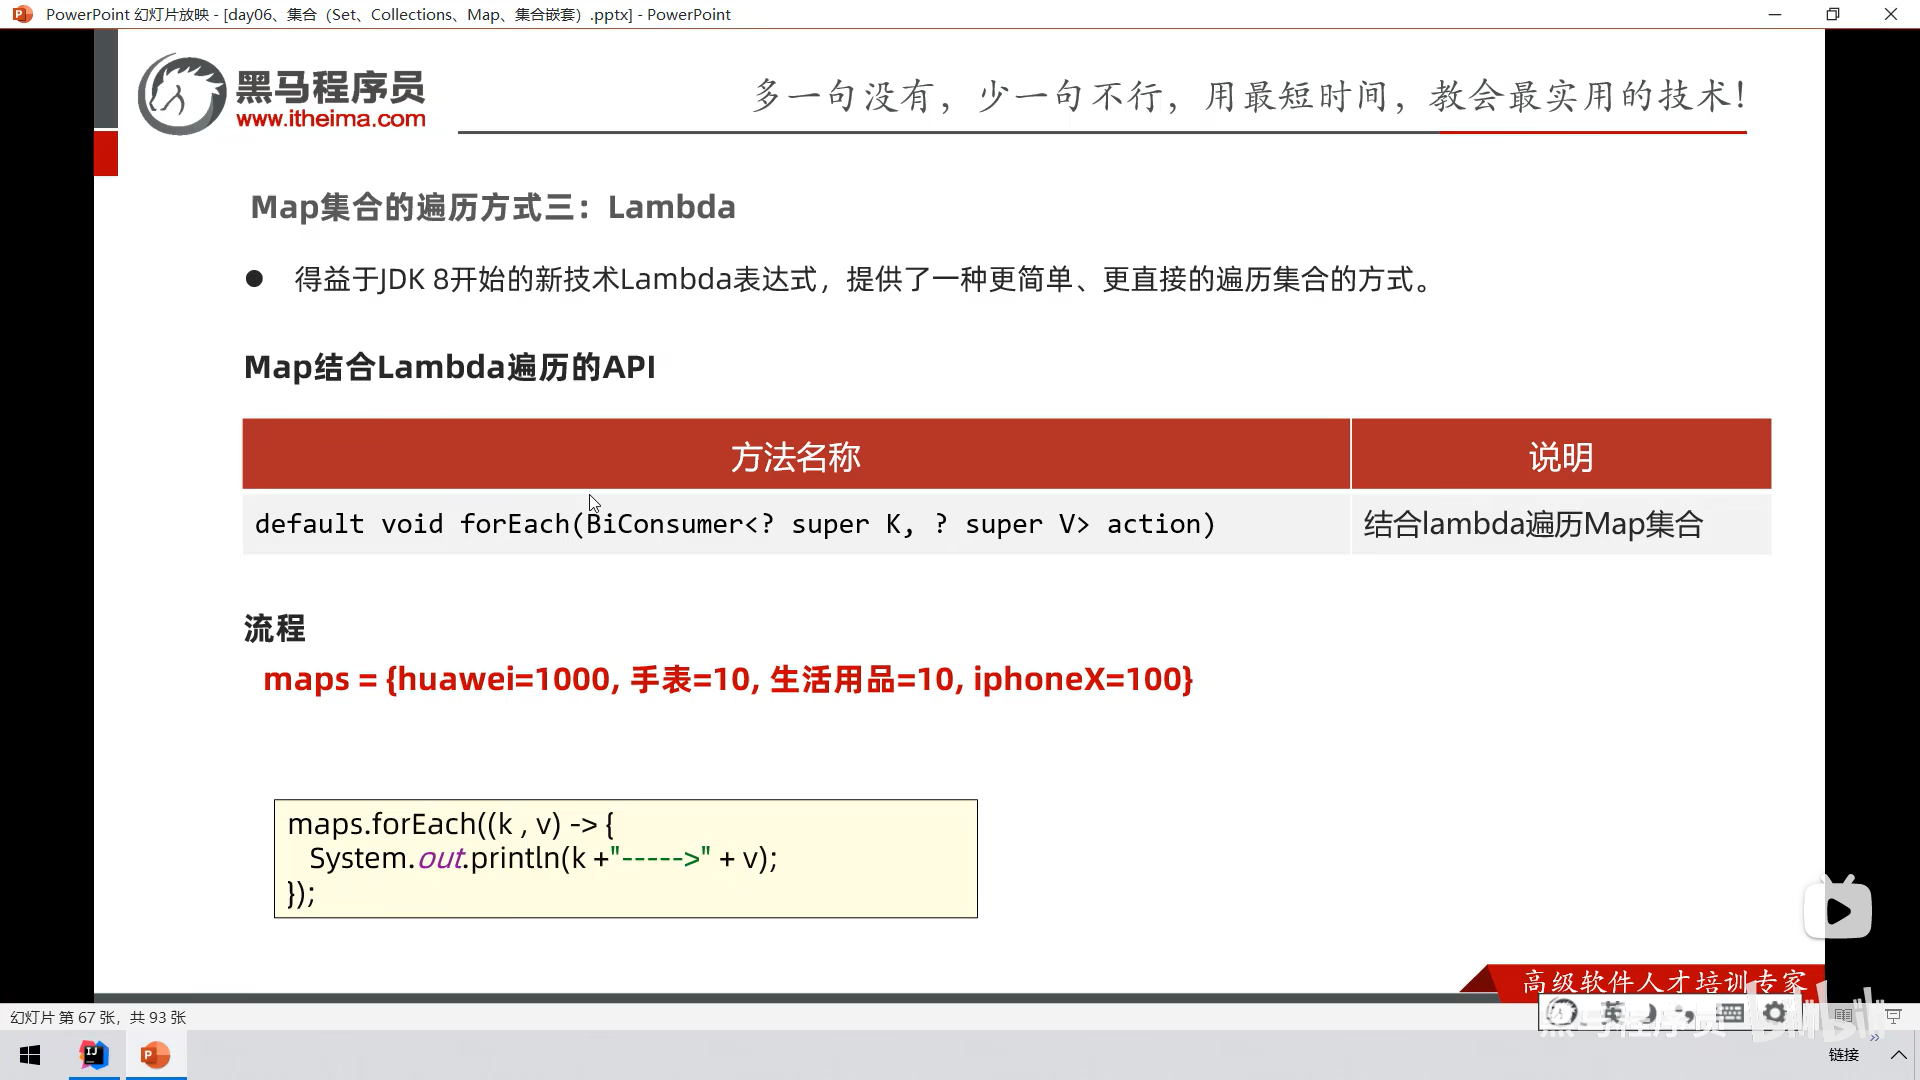 PowerPoint 幻灯片放映 - [day06、集合（Set、Collections、Map、集合嵌套）.pptx] - PowerPoint
黑马程序员
www.itheima.com
多一句没有，少一句不行，用最短时间，教会最实用的技术！
Map集合的遍历方式三：Lambda
● 得益于JDK 8开始的新技术Lambda表达式，提供了一种更简单、更直接的遍历集合的方式。
Map结合Lambda遍历的API
方法名称 说明
default void forEach(BiConsumer<? super K, ? super V> action) 结合lambda遍历Map集合
流程
maps = {huawei=1000, 手表=10, 生活用品=10, iphoneX=100}
maps.forEach((k , v) -> {
System.out.println(k +"----->" + v);
});
高级软件人才培训专家
英
黑马程序员 bilibili
幻灯片 第 67 张，共 93 张
链接